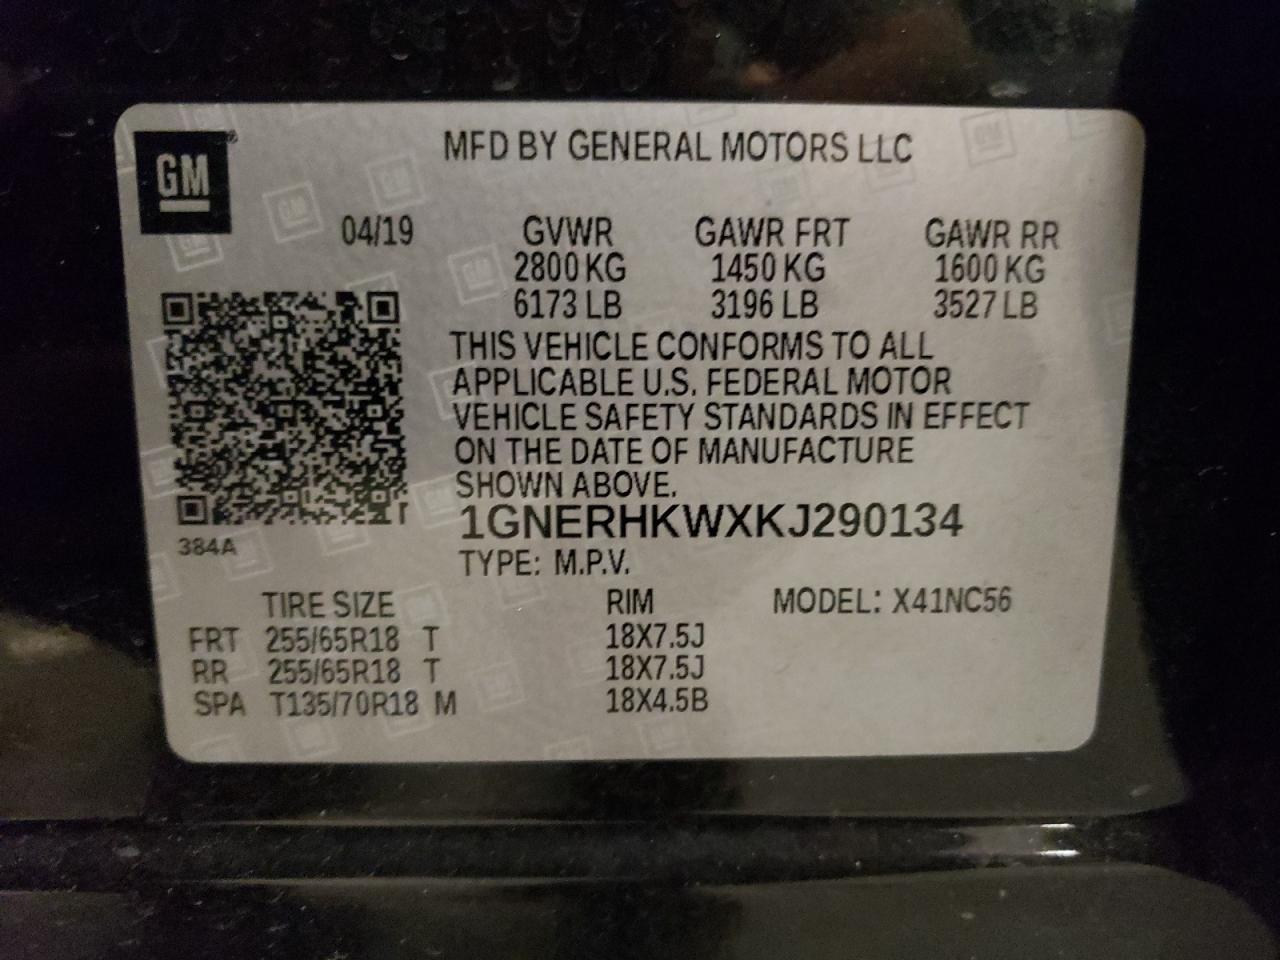 GM
MFD BY GENERAL MOTORS LLC
04/19 GVWR GAWR FRT GAWR RR
2800 KG 1450 KG 1600 KG
6173 LB 3196 LB 3527 LB
THIS VEHICLE CONFORMS TO ALL
APPLICABLE U.S. FEDERAL MOTOR
VEHICLE SAFETY STANDARDS IN EFFECT
ON THE DATE OF MANUFACTURE
SHOWN ABOVE.
1GNERHKWXKJ290134
384A
TYPE: M.P.V.
TIRE SIZE RIM MODEL: X41NC56
FRT 255/65R18 T 18X7.5J
RR 255/65R18 T 18X7.5J
SPA T135/70R18 M 18X4.5B